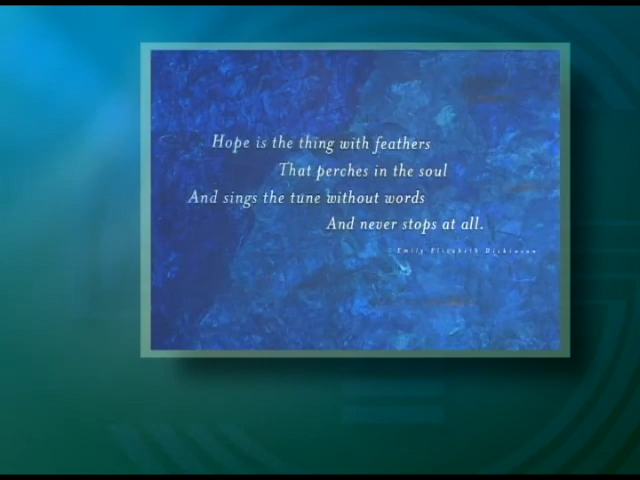 Hope is the thing with feathers
That perches in the soul
And sings the tune without words
And never stops at all.
Emily Elizabeth Dickinson